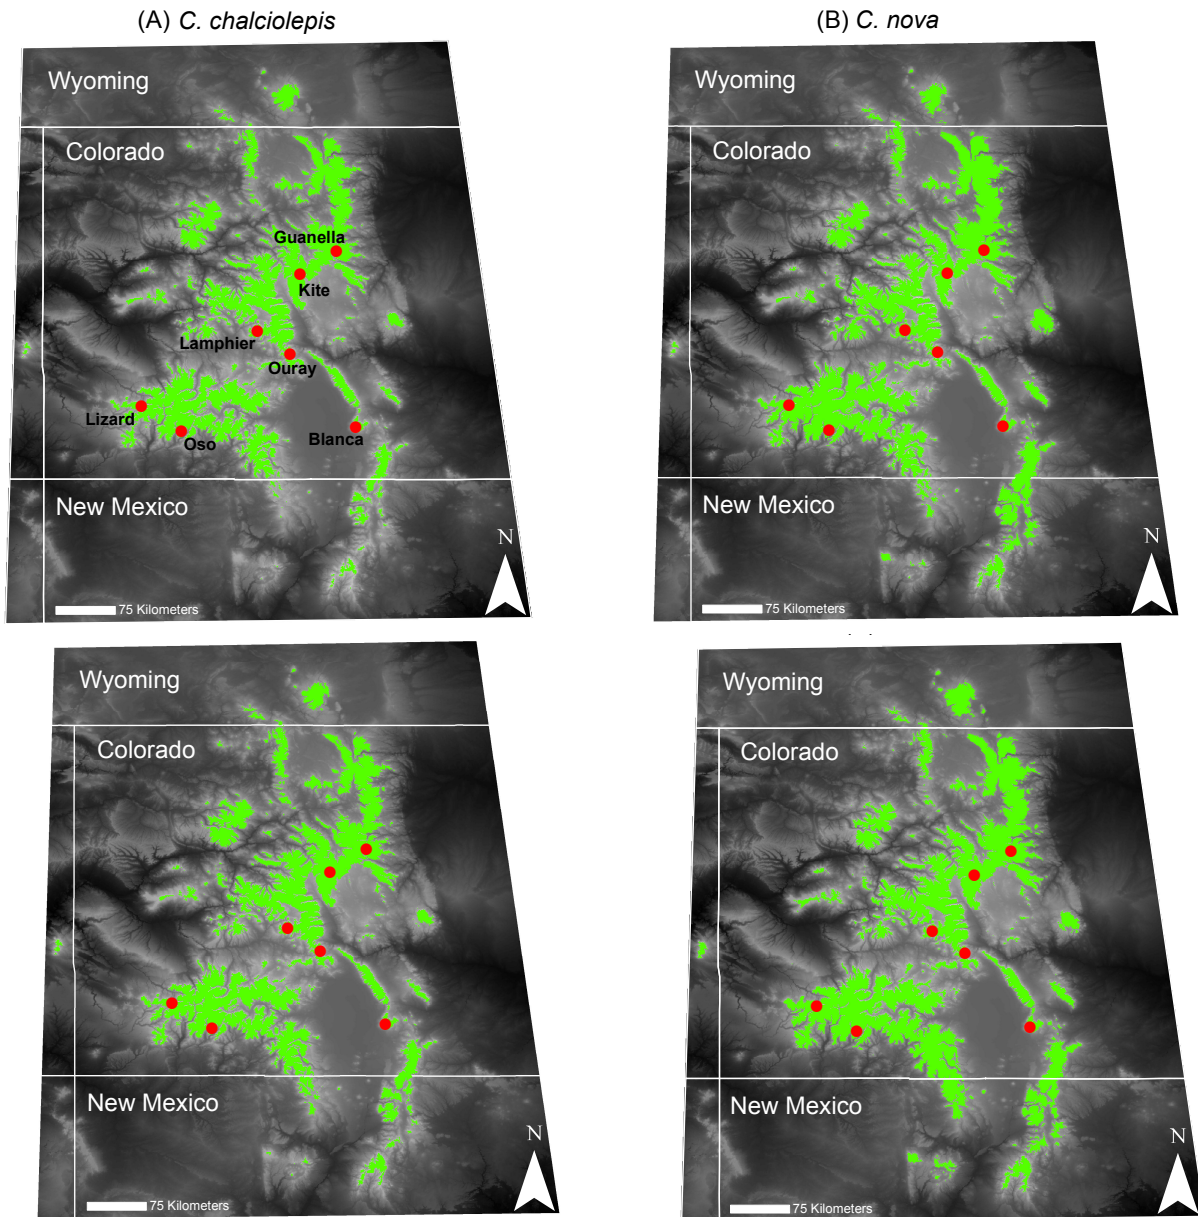 (A) C. chalciolepis
(B) C. nova
Wyoming
Colorado
Guanella
Kite
Lamphier
Ouray
Lizard
Oso
Blanca
New Mexico
N
75 Kilometers
Wyoming
Colorado
New Mexico
N
75 Kilometers
Wyoming
Colorado
New Mexico
N
75 Kilometers
Wyoming
Colorado
New Mexico
N
75 Kilometers